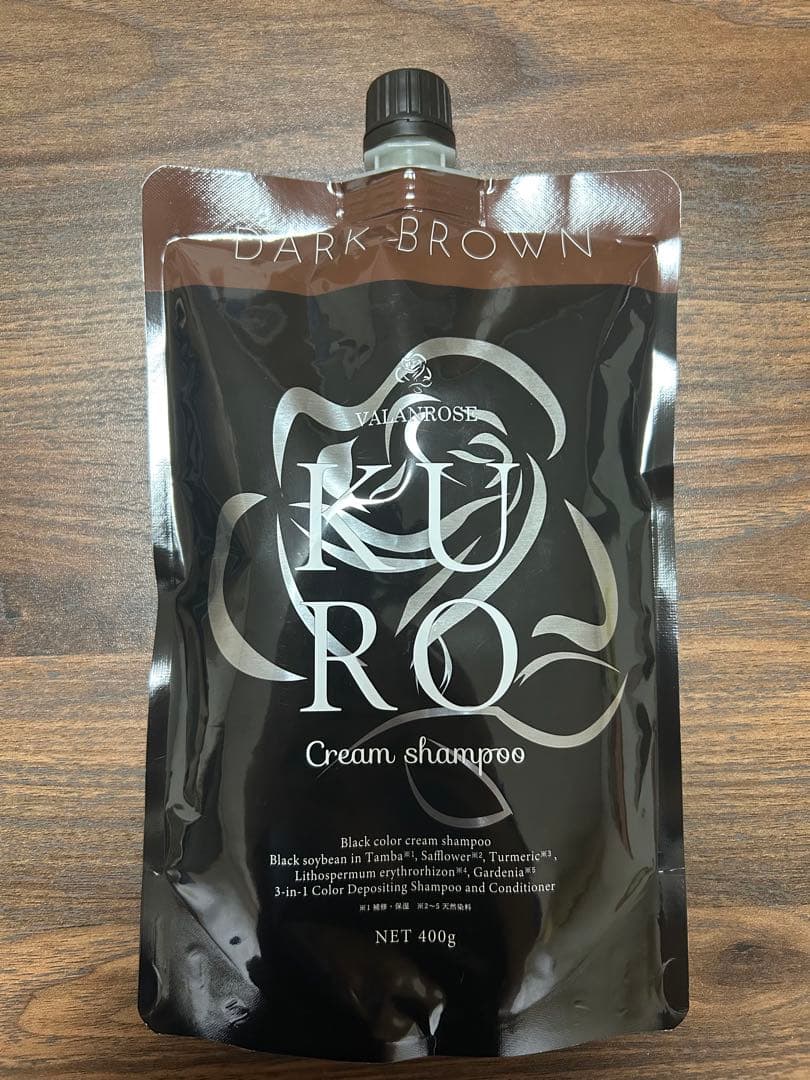 DARK BROWN
VALANROSE
KU
RO
Cream shampoo
Black color cream shampoo
Black soybean in Tamba※1, Safflower※2, Turmeric※3,
Lithospermum erythrorhizon※4, Gardenia※5
3-in-1 Color Depositing Shampoo and Conditioner
※1 補修・保湿 ※2〜5 天然染料
NET 400g